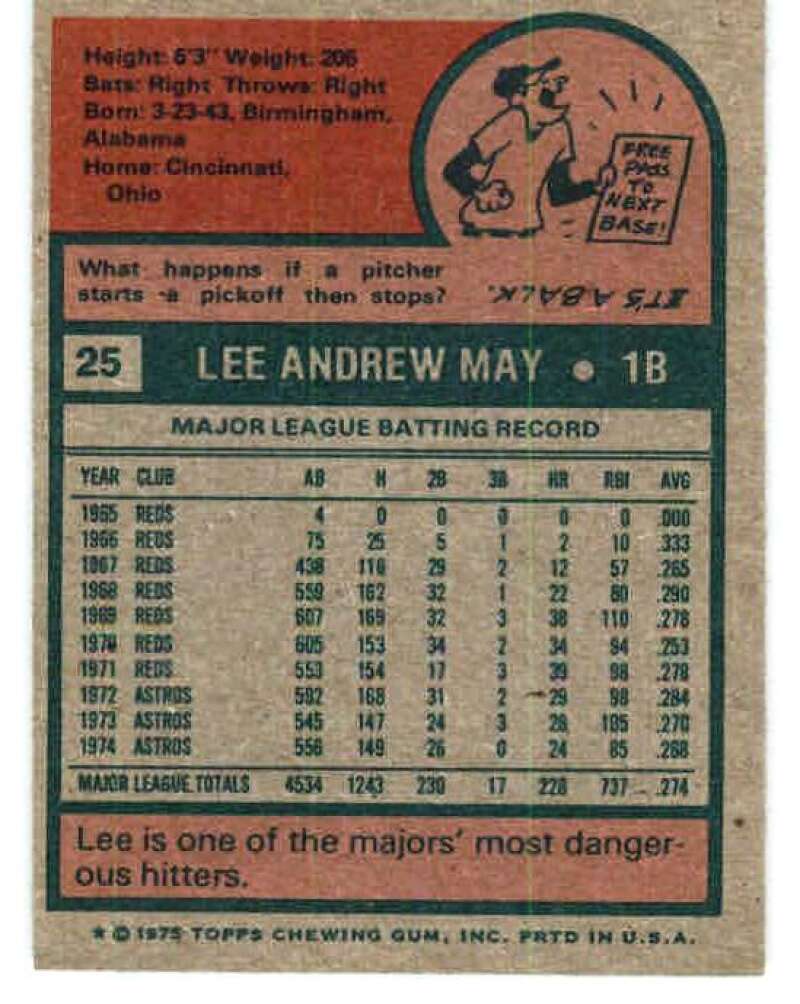 Height: 6'3" Weight: 205
Bats: Right Throws: Right
Born: 3-23-43, Birmingham,
Alabama
Home: Cincinnati,
Ohio
FREE
PASS
TO
NEXT
BASE!
What happens if a pitcher
starts a pickoff then stops?
IT'S A BALK.
25 LEE ANDREW MAY • 1B
MAJOR LEAGUE BATTING RECORD
YEAR CLUB AB H 2B 3B HR RBI AVG
1965 REDS 4 0 0 0 0 0 .000
1966 REDS 75 25 5 1 2 10 .333
1967 REDS 438 116 29 2 12 57 .265
1968 REDS 559 162 32 1 22 80 .290
1969 REDS 607 169 32 3 38 110 .278
1970 REDS 605 153 34 2 34 94 .253
1971 REDS 553 154 17 3 39 98 .278
1972 ASTROS 592 168 31 2 29 98 .284
1973 ASTROS 545 147 24 3 28 105 .270
1974 ASTROS 556 149 26 0 24 85 .268
MAJOR LEAGUE TOTALS 4534 1243 230 17 228 737 .274
Lee is one of the majors' most danger-
ous hitters.
* © 1975 TOPPS CHEWING GUM, INC. PRTD IN U.S.A.